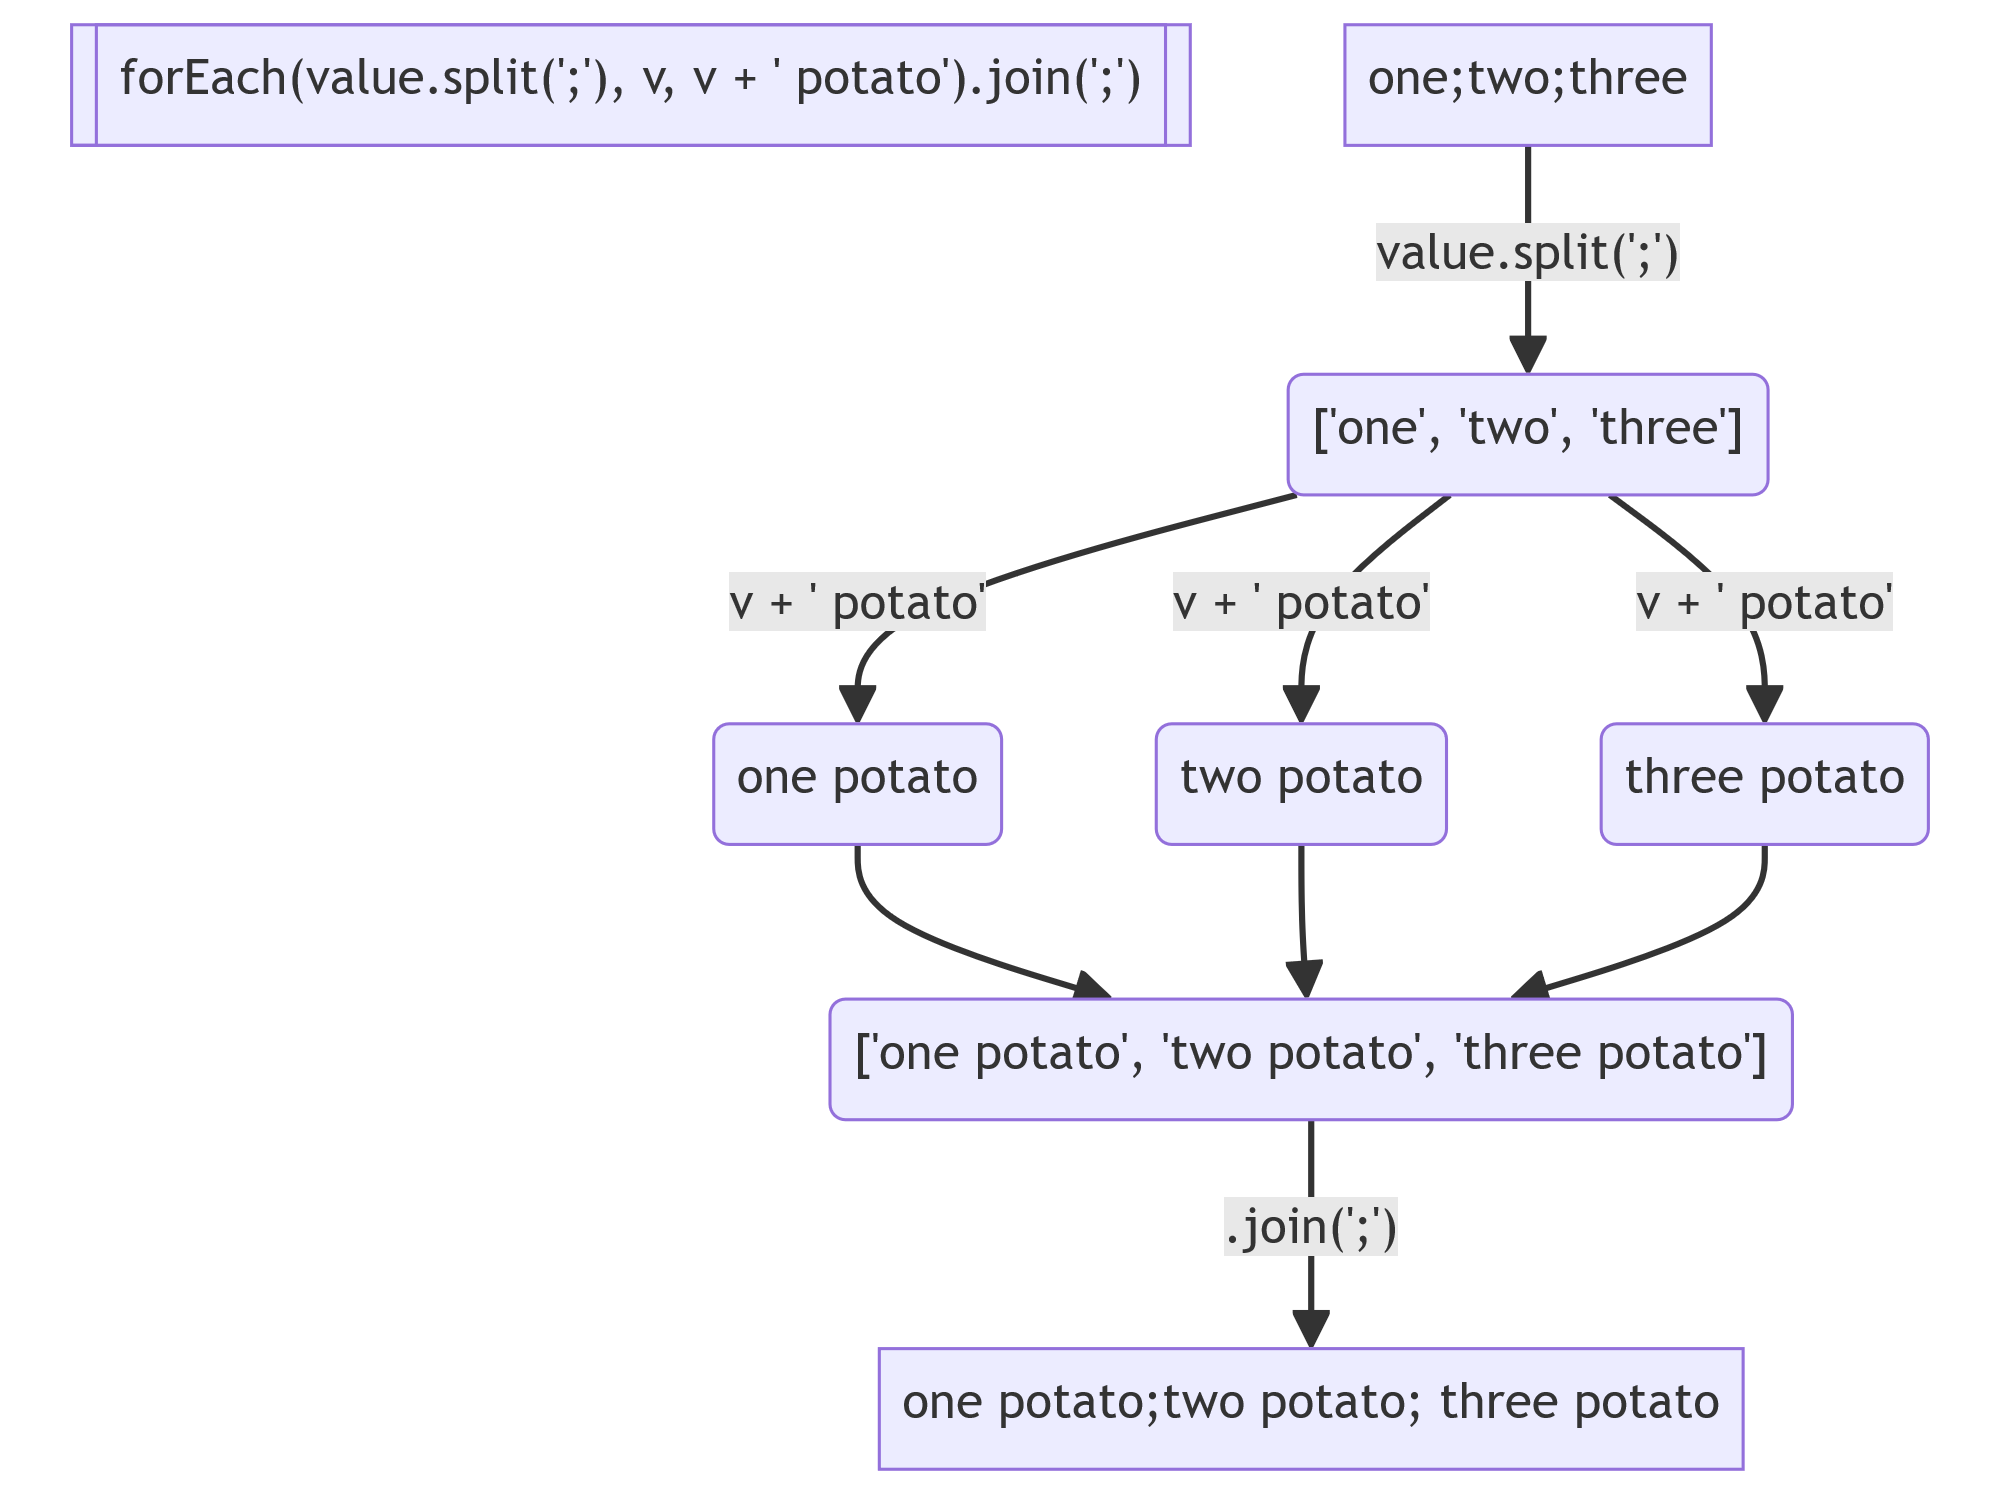 forEach(value.split(';'), v, v + ' potato').join(';')
one;two;three
value.split(';')
['one', 'two', 'three']
v + ' potato'
v + ' potato'
v + ' potato'
one potato
two potato
three potato
['one potato', 'two potato', 'three potato']
.join(';')
one potato;two potato; three potato